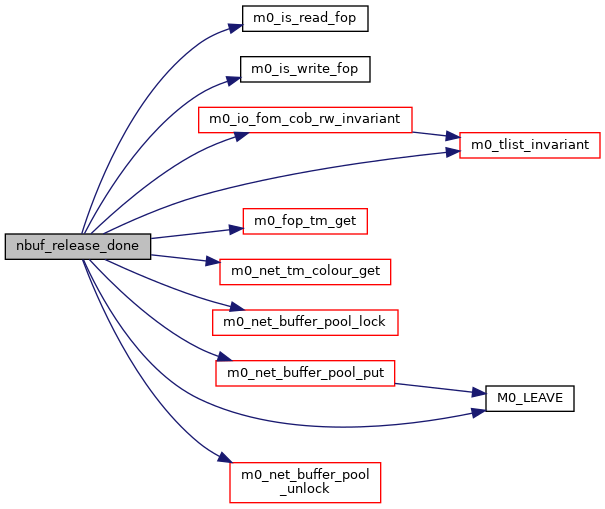 m0_is_read_fop
m0_is_write_fop
m0_io_fom_cob_rw_invariant
m0_tlist_invariant
m0_fop_tm_get
nbuf_release_done
m0_net_tm_colour_get
m0_net_buffer_pool_lock
m0_net_buffer_pool_put
M0_LEAVE
m0_net_buffer_pool
_unlock